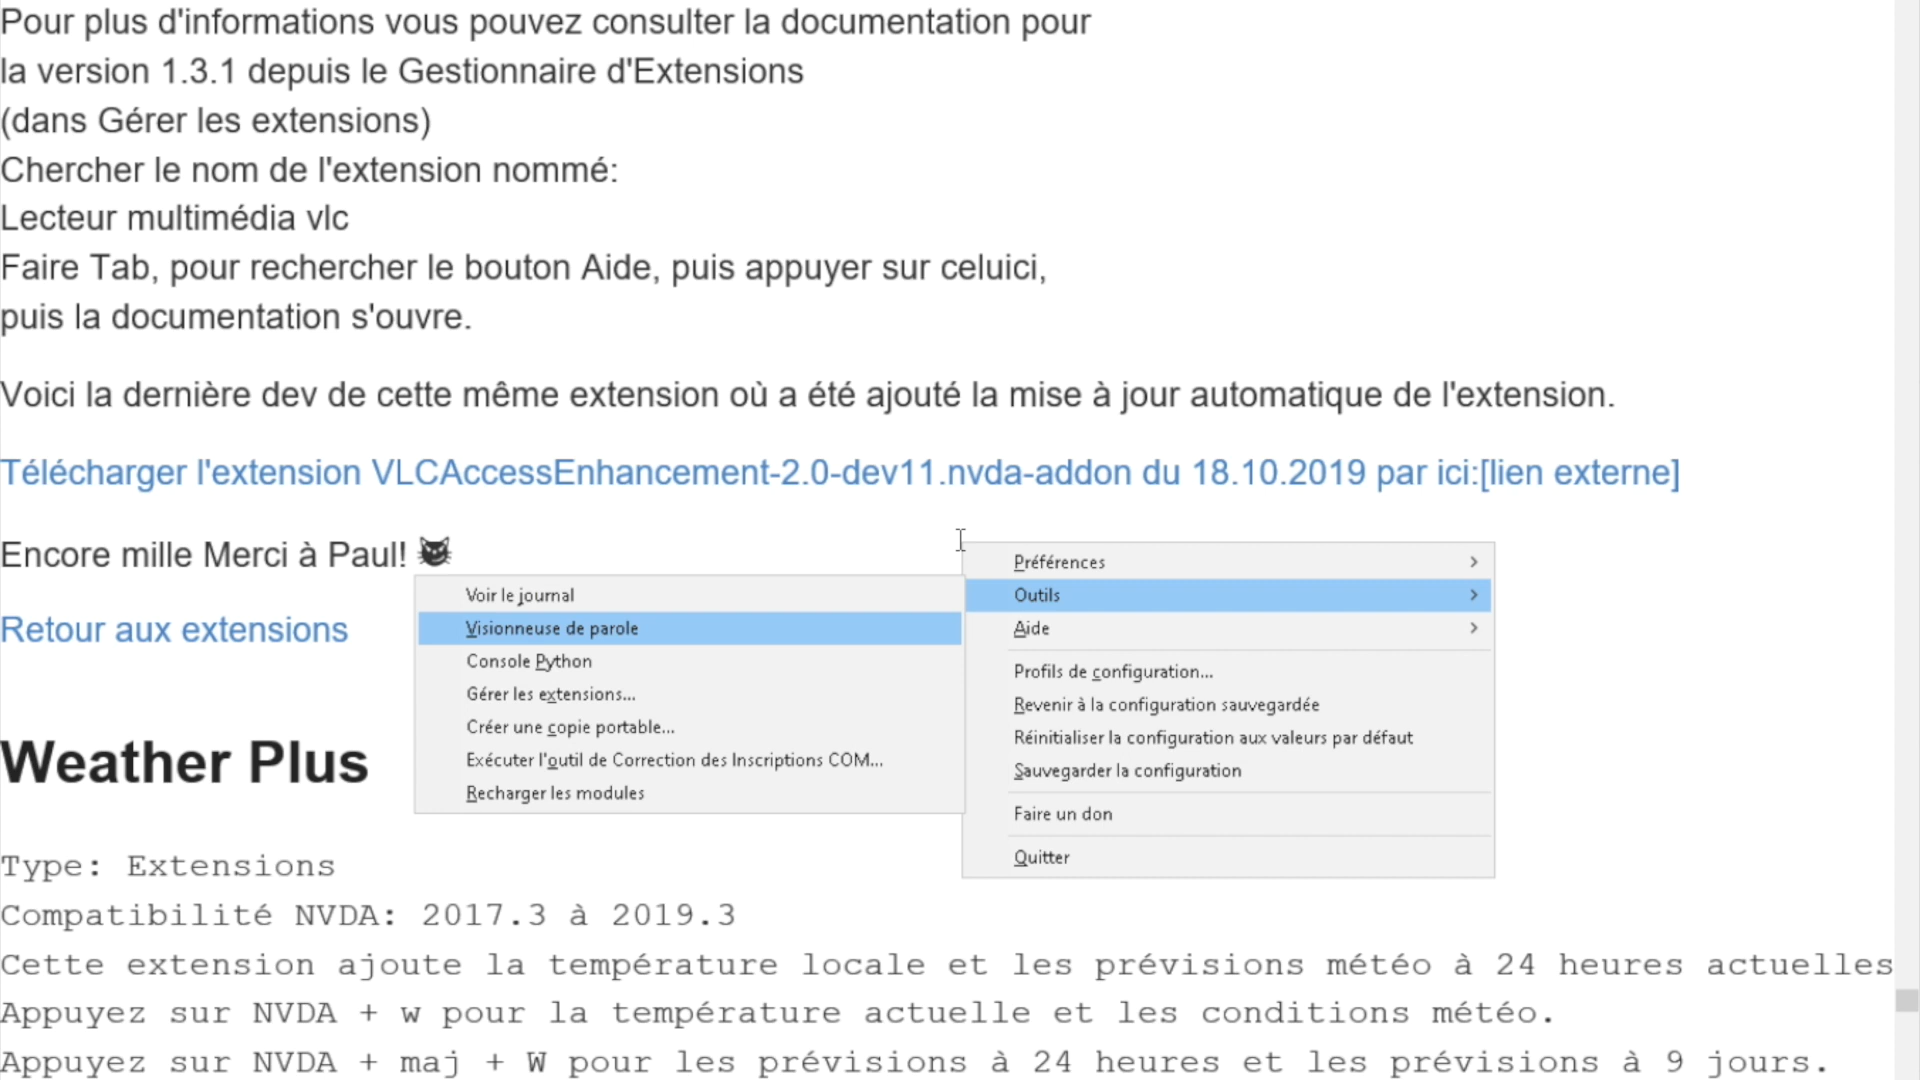 Pour plus d'informations vous pouvez consulter la documentation pour
la version 1.3.1 depuis le Gestionnaire d'Extensions
(dans Gérer les extensions)
Chercher le nom de l'extension nommé:
Lecteur multimédia vlc
Faire Tab, pour rechercher le bouton Aide, puis appuyer sur celuici,
puis la documentation s'ouvre.
Voici la dernière dev de cette même extension où a été ajouté la mise à jour automatique de l'extension.
Télécharger l'extension VLCAccessEnhancement-2.0-dev11.nvda-addon du 18.10.2019 par ici:[lien externe]
Encore mille Merci à Paul!
Retour aux extensions
Voir le journal
Visionneuse de parole
Console Python
Gérer les extensions...
Créer une copie portable...
Exécuter l'outil de Correction des Inscriptions COM...
Recharger les modules
Préférences
Outils
Aide
Profils de configuration...
Revenir à la configuration sauvegardée
Réinitialiser la configuration aux valeurs par défaut
Sauvegarder la configuration
Faire un don
Quitter
Weather Plus
Type: Extensions
Compatibilité NVDA: 2017.3 à 2019.3
Cette extension ajoute la température locale et les prévisions météo à 24 heures actuelles
Appuyez sur NVDA + w pour la température actuelle et les conditions météo.
Appuyez sur NVDA + maj + W pour les prévisions à 24 heures et les prévisions à 9 jours.